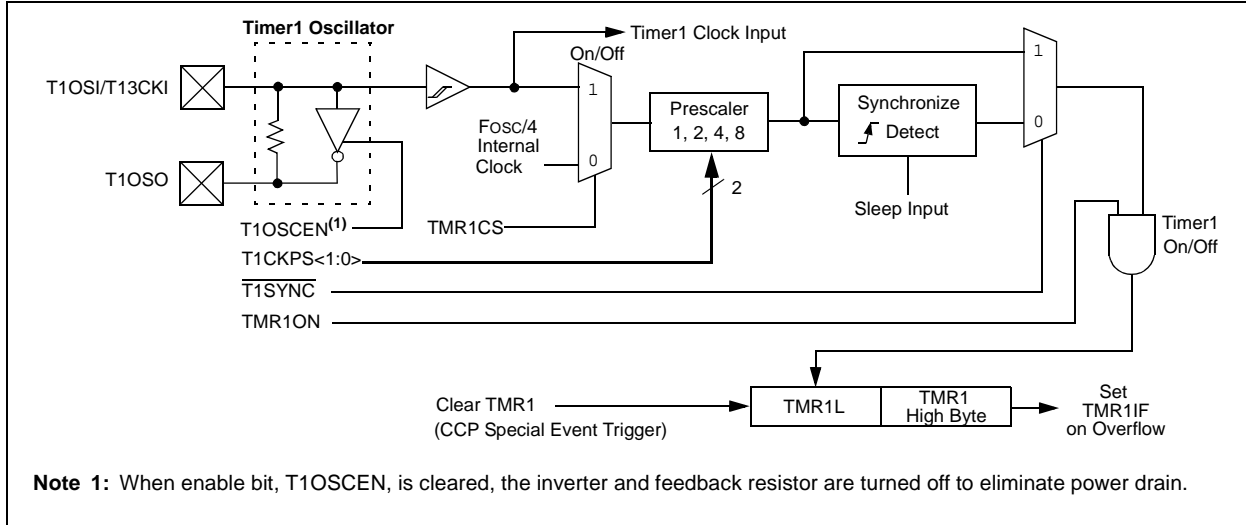 Timer1 Oscillator
Timer1 Clock Input
On/Off
T1OSI/T13CKI
1
1
Prescaler
1, 2, 4, 8
Synchronize
Detect
FOSC/4
Internal
Clock
0
0
T1OSO
2
Sleep Input
T1OSCEN(1)
TMR1CS
Timer1
On/Off
T1CKPS<1:0>
T1SYNC
TMR1ON
Clear TMR1
(CCP Special Event Trigger)
TMR1L
TMR1
High Byte
Set
TMR1IF
on Overflow
Note 1: When enable bit, T1OSCEN, is cleared, the inverter and feedback resistor are turned off to eliminate power drain.